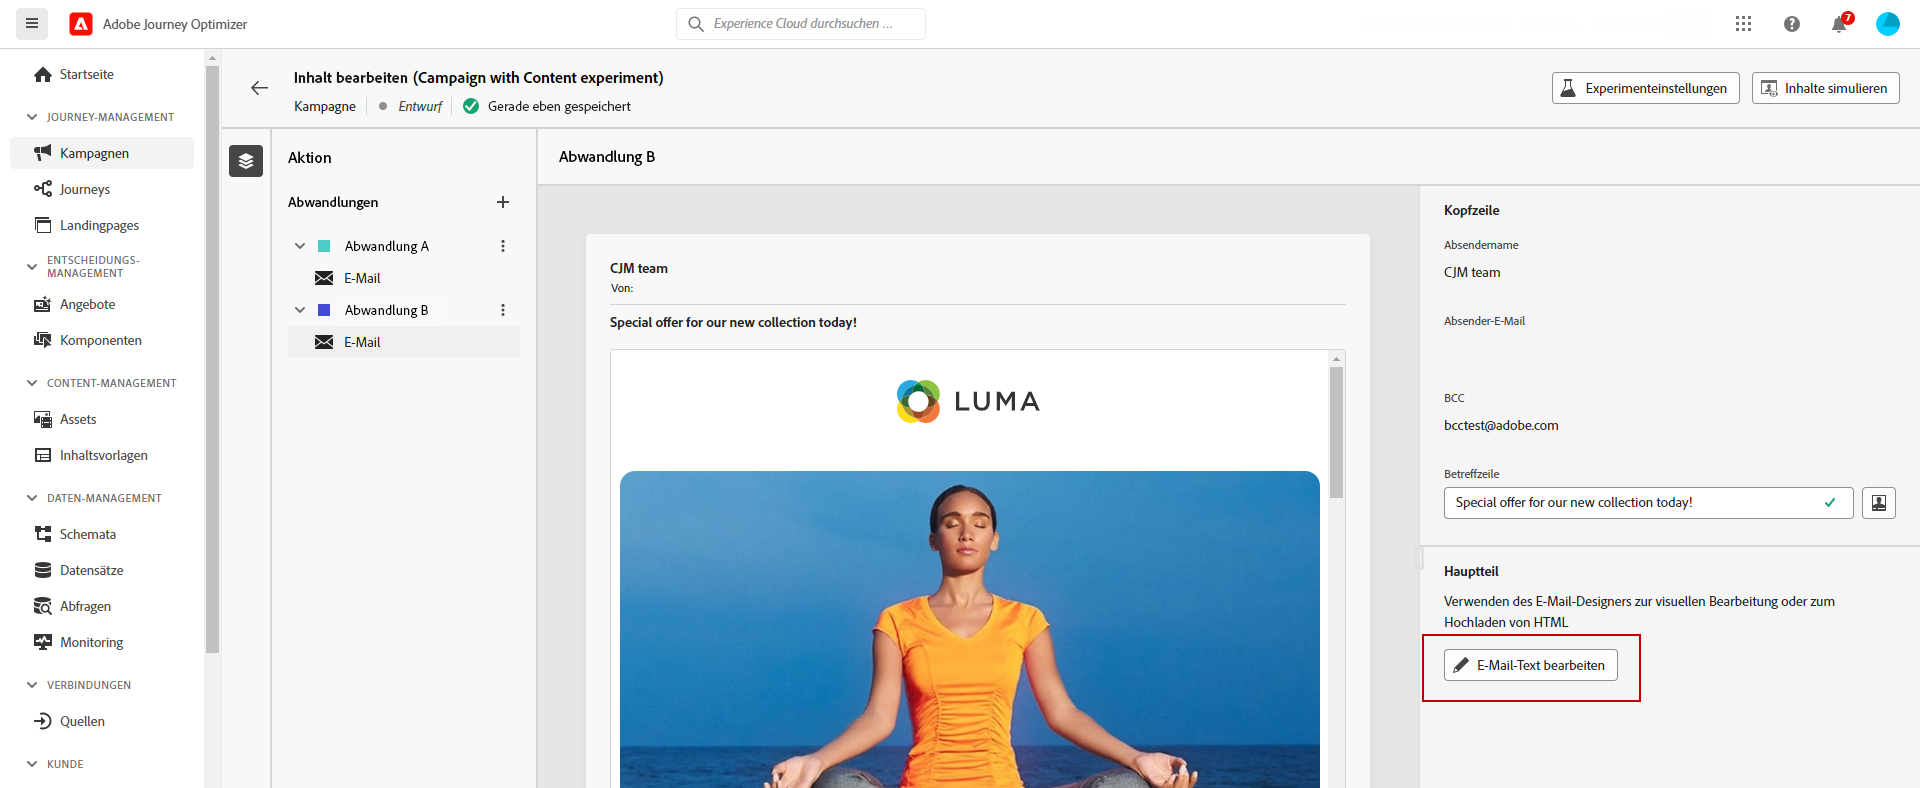 Adobe Journey Optimizer
Experience Cloud durchsuchen ...
7
Startseite
JOURNEY-MANAGEMENT
Kampagnen
Journeys
Landingpages
ENTSCHEIDUNGS-
MANAGEMENT
Angebote
Komponenten
CONTENT-MANAGEMENT
Assets
Inhaltsvorlagen
DATEN-MANAGEMENT
Schemata
Datensätze
Abfragen
Monitoring
VERBINDUNGEN
Quellen
KUNDE
Inhalt bearbeiten (Campaign with Content experiment)
Kampagne
Entwurf
Gerade eben gespeichert
Experimenteinstellungen
Inhalte simulieren
Aktion
Abwandlungen
Abwandlung A
E-Mail
Abwandlung B
E-Mail
Abwandlung B
CJM team
Von:
Special offer for our new collection today!
LUMA
Kopfzeile
Absendername
CJM team
Absender-E-Mail
BCC
bcctest@adobe.com
Betreffzeile
Special offer for our new collection today!
Hauptteil
Verwenden des E-Mail-Designers zur visuellen Bearbeitung oder zum
Hochladen von HTML
E-Mail-Text bearbeiten